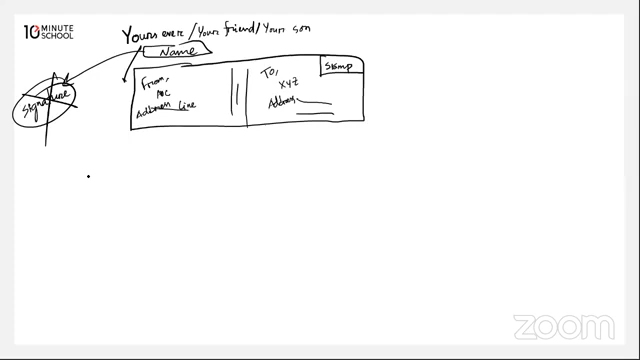 10 MINUTE
SCHOOL
Yours ever / Your friend / Your son
Name
Signature
From,
ABC
Address Line
To,
XYZ
Address
Stamp
zoom